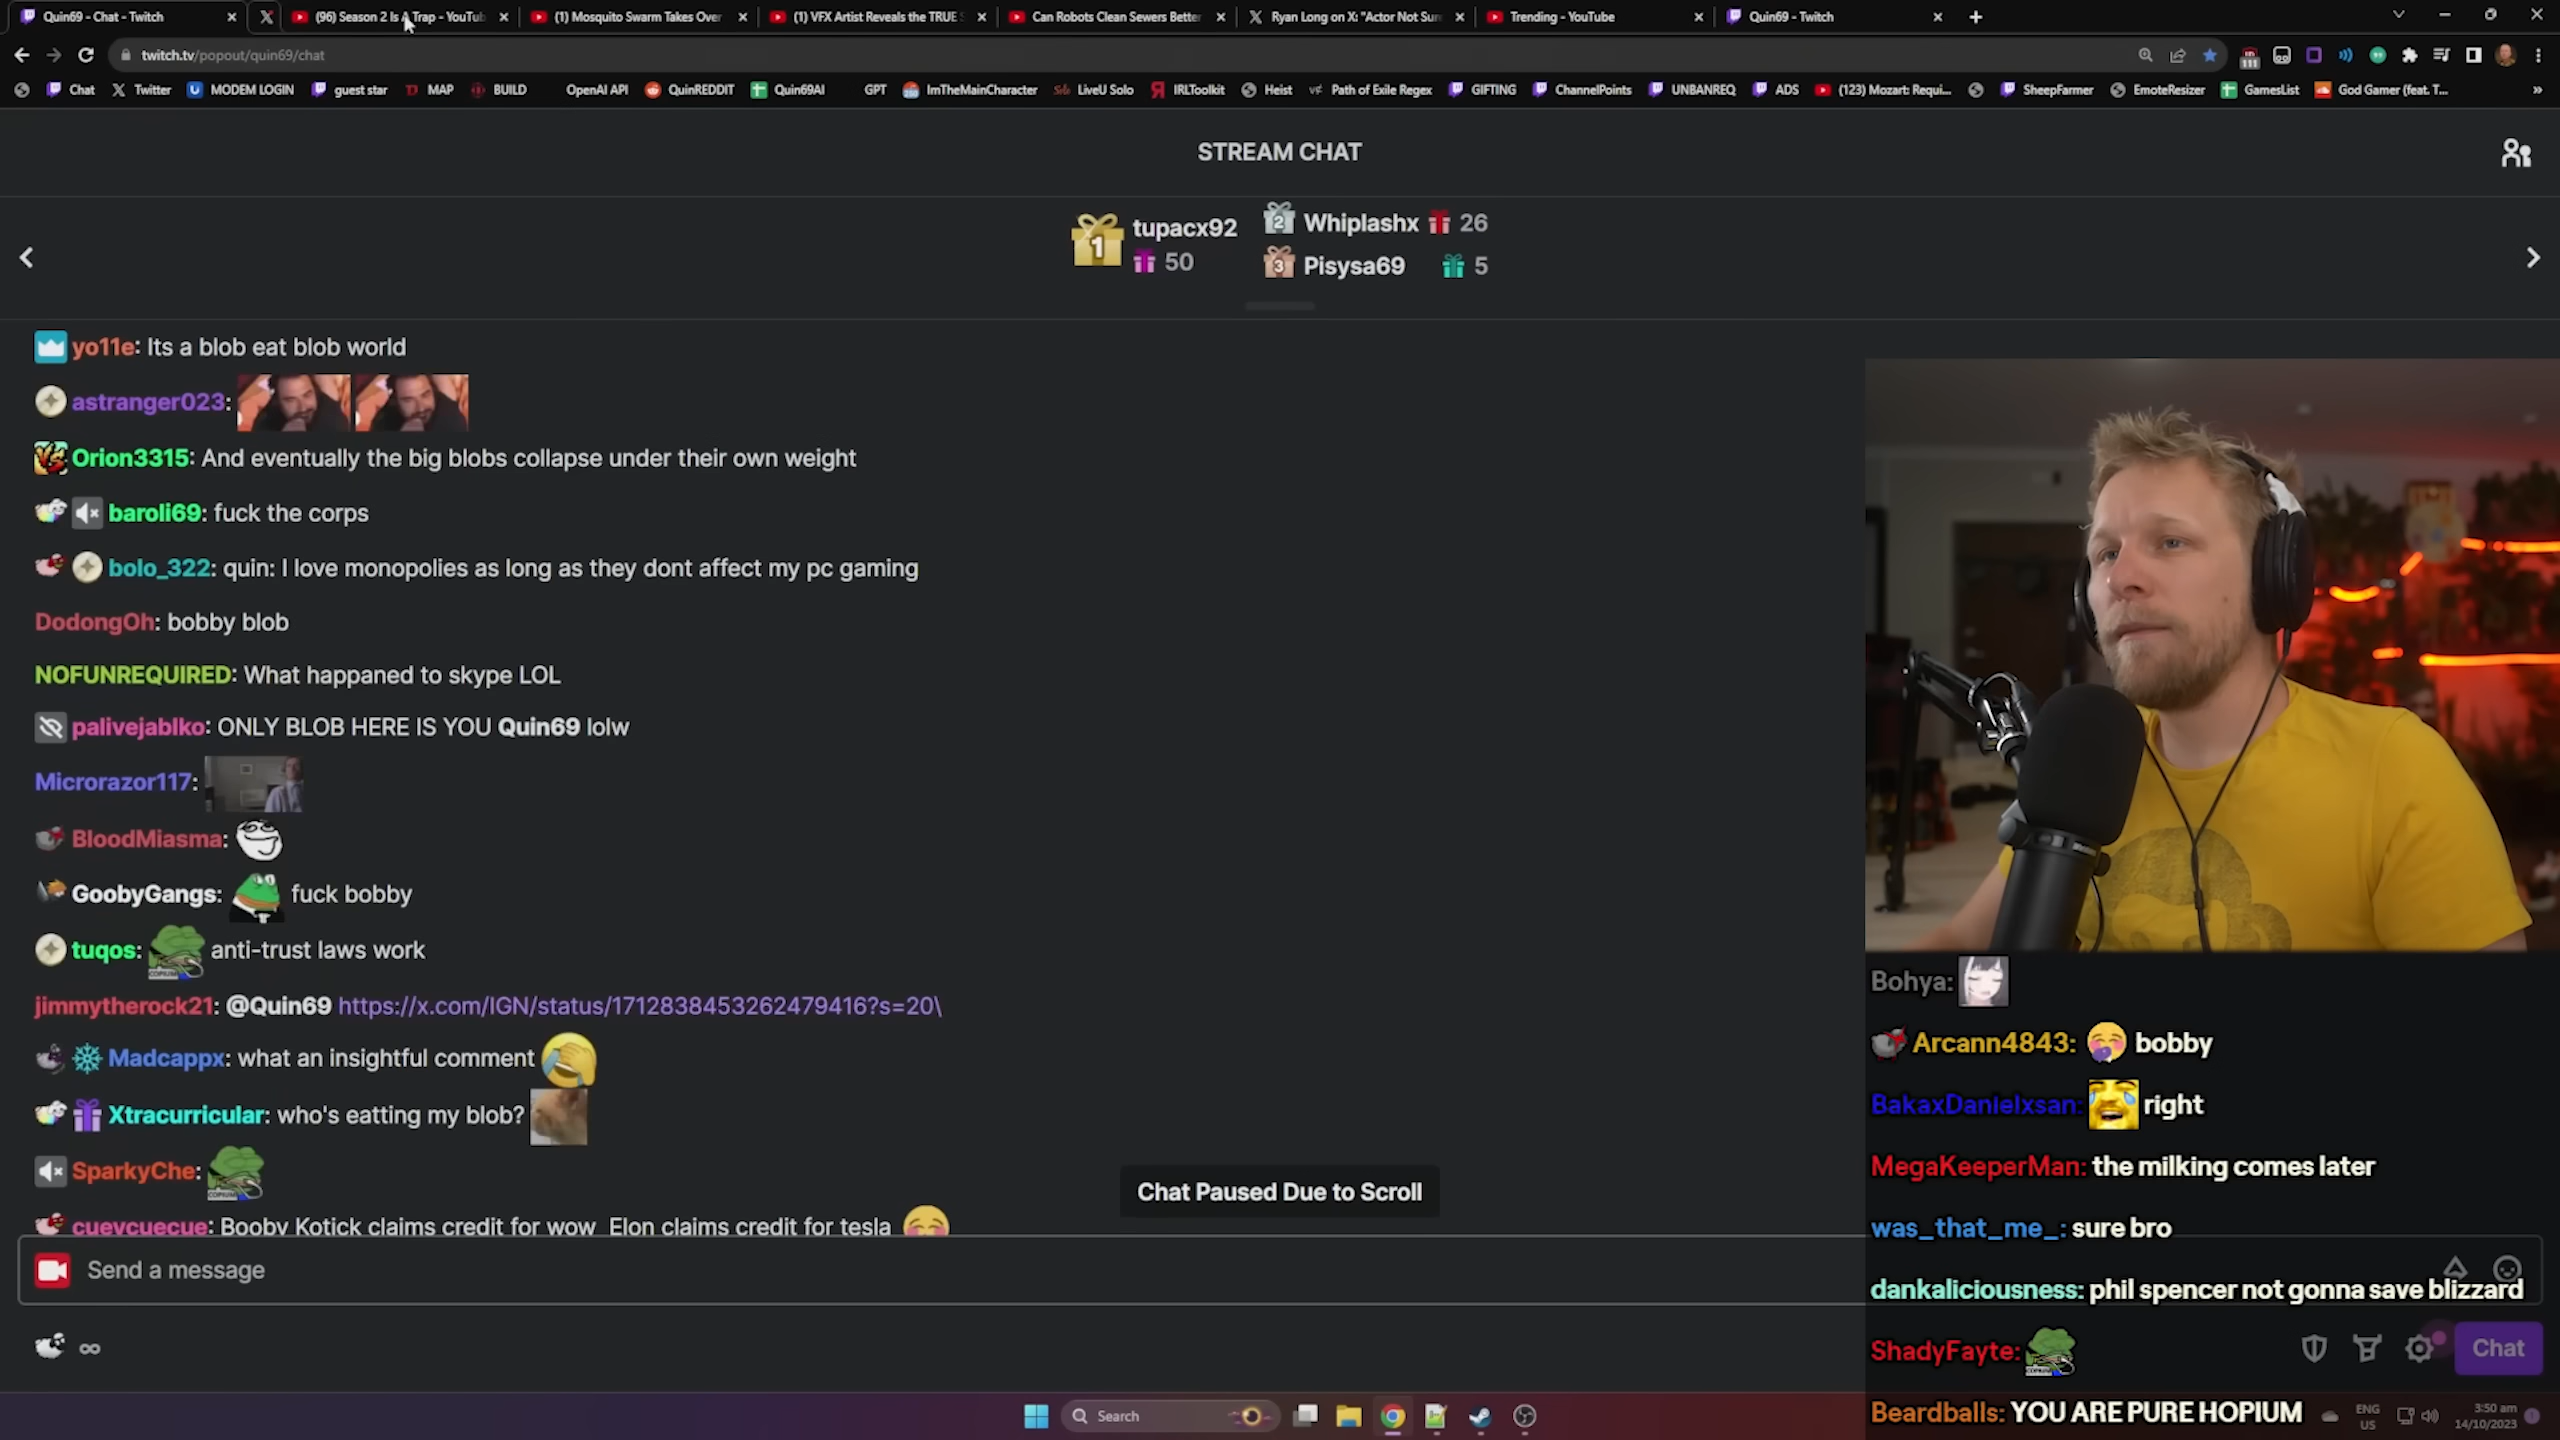 Quin69 - Chat - Twitch
(96) Season 2 Is A Trap - YouTub
(1) Mosquito Swarm Takes Over
(1) VFX Artist Reveals the TRUE
Can Robots Clean Sewers Better
Ryan Long on X: "Actor Not Sur
Trending - YouTube
Quin69 - Twitch
twitch.tv/popout/quin69/chat
111
Chat
Twitter
MODEM LOGIN
guest star
MAP
BUILD
OpenAI API
QuinREDDIT
Quin69AI
GPT
ImTheMainCharacter
LiveU Solo
IRLToolkit
Heist
Path of Exile Regex
GIFTING
ChannelPoints
UNBANREQ
ADS
(123) Mozart: Requi...
SheepFarmer
EmoteResizer
GamesList
God Gamer (feat. T...
STREAM CHAT
1 tupacx92 50
2 Whiplashx 26
3 Pisysa69 5
yo11e: Its a blob eat blob world
astranger023:
Orion3315: And eventually the big blobs collapse under their own weight
baroli69: fuck the corps
bolo_322: quin: I love monopolies as long as they dont affect my pc gaming
DodongOh: bobby blob
NOFUNREQUIRED: What happaned to skype LOL
palivejablko: ONLY BLOB HERE IS YOU Quin69 lolw
Microrazor117:
BloodMiasma:
GoobyGangs: fuck bobby
tuqos: anti-trust laws work
jimmytherock21: @Quin69 https://x.com/IGN/status/1712838453262479416?s=20\
Madcappx: what an insightful comment
Xtracurricular: who's eatting my blob?
SparkyChe:
cuevcuecue: Booby Kotick claims credit for wow Elon claims credit for tesla
Chat Paused Due to Scroll
Send a message
Chat
Bohya:
Arcann4843: bobby
BakaxDanielxsan: right
MegaKeeperMan: the milking comes later
was_that_me_: sure bro
dankaliciousness: phil spencer not gonna save blizzard
ShadyFayte:
Beardballs: YOU ARE PURE HOPIUM
Search
ENG
US
3:50 am
14/10/2023